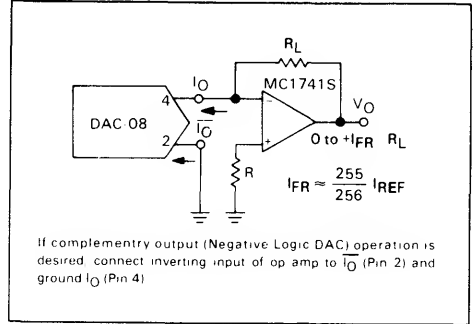 RL
4
IO
MC1741S
DAC-08
IO
2
VO
0 to +IFR RL
R
IFR ≈ 255/256 IREF
If complementry output (Negative Logic DAC) operation is
desired, connect inverting input of op amp to IO (Pin 2) and
ground IO (Pin 4)